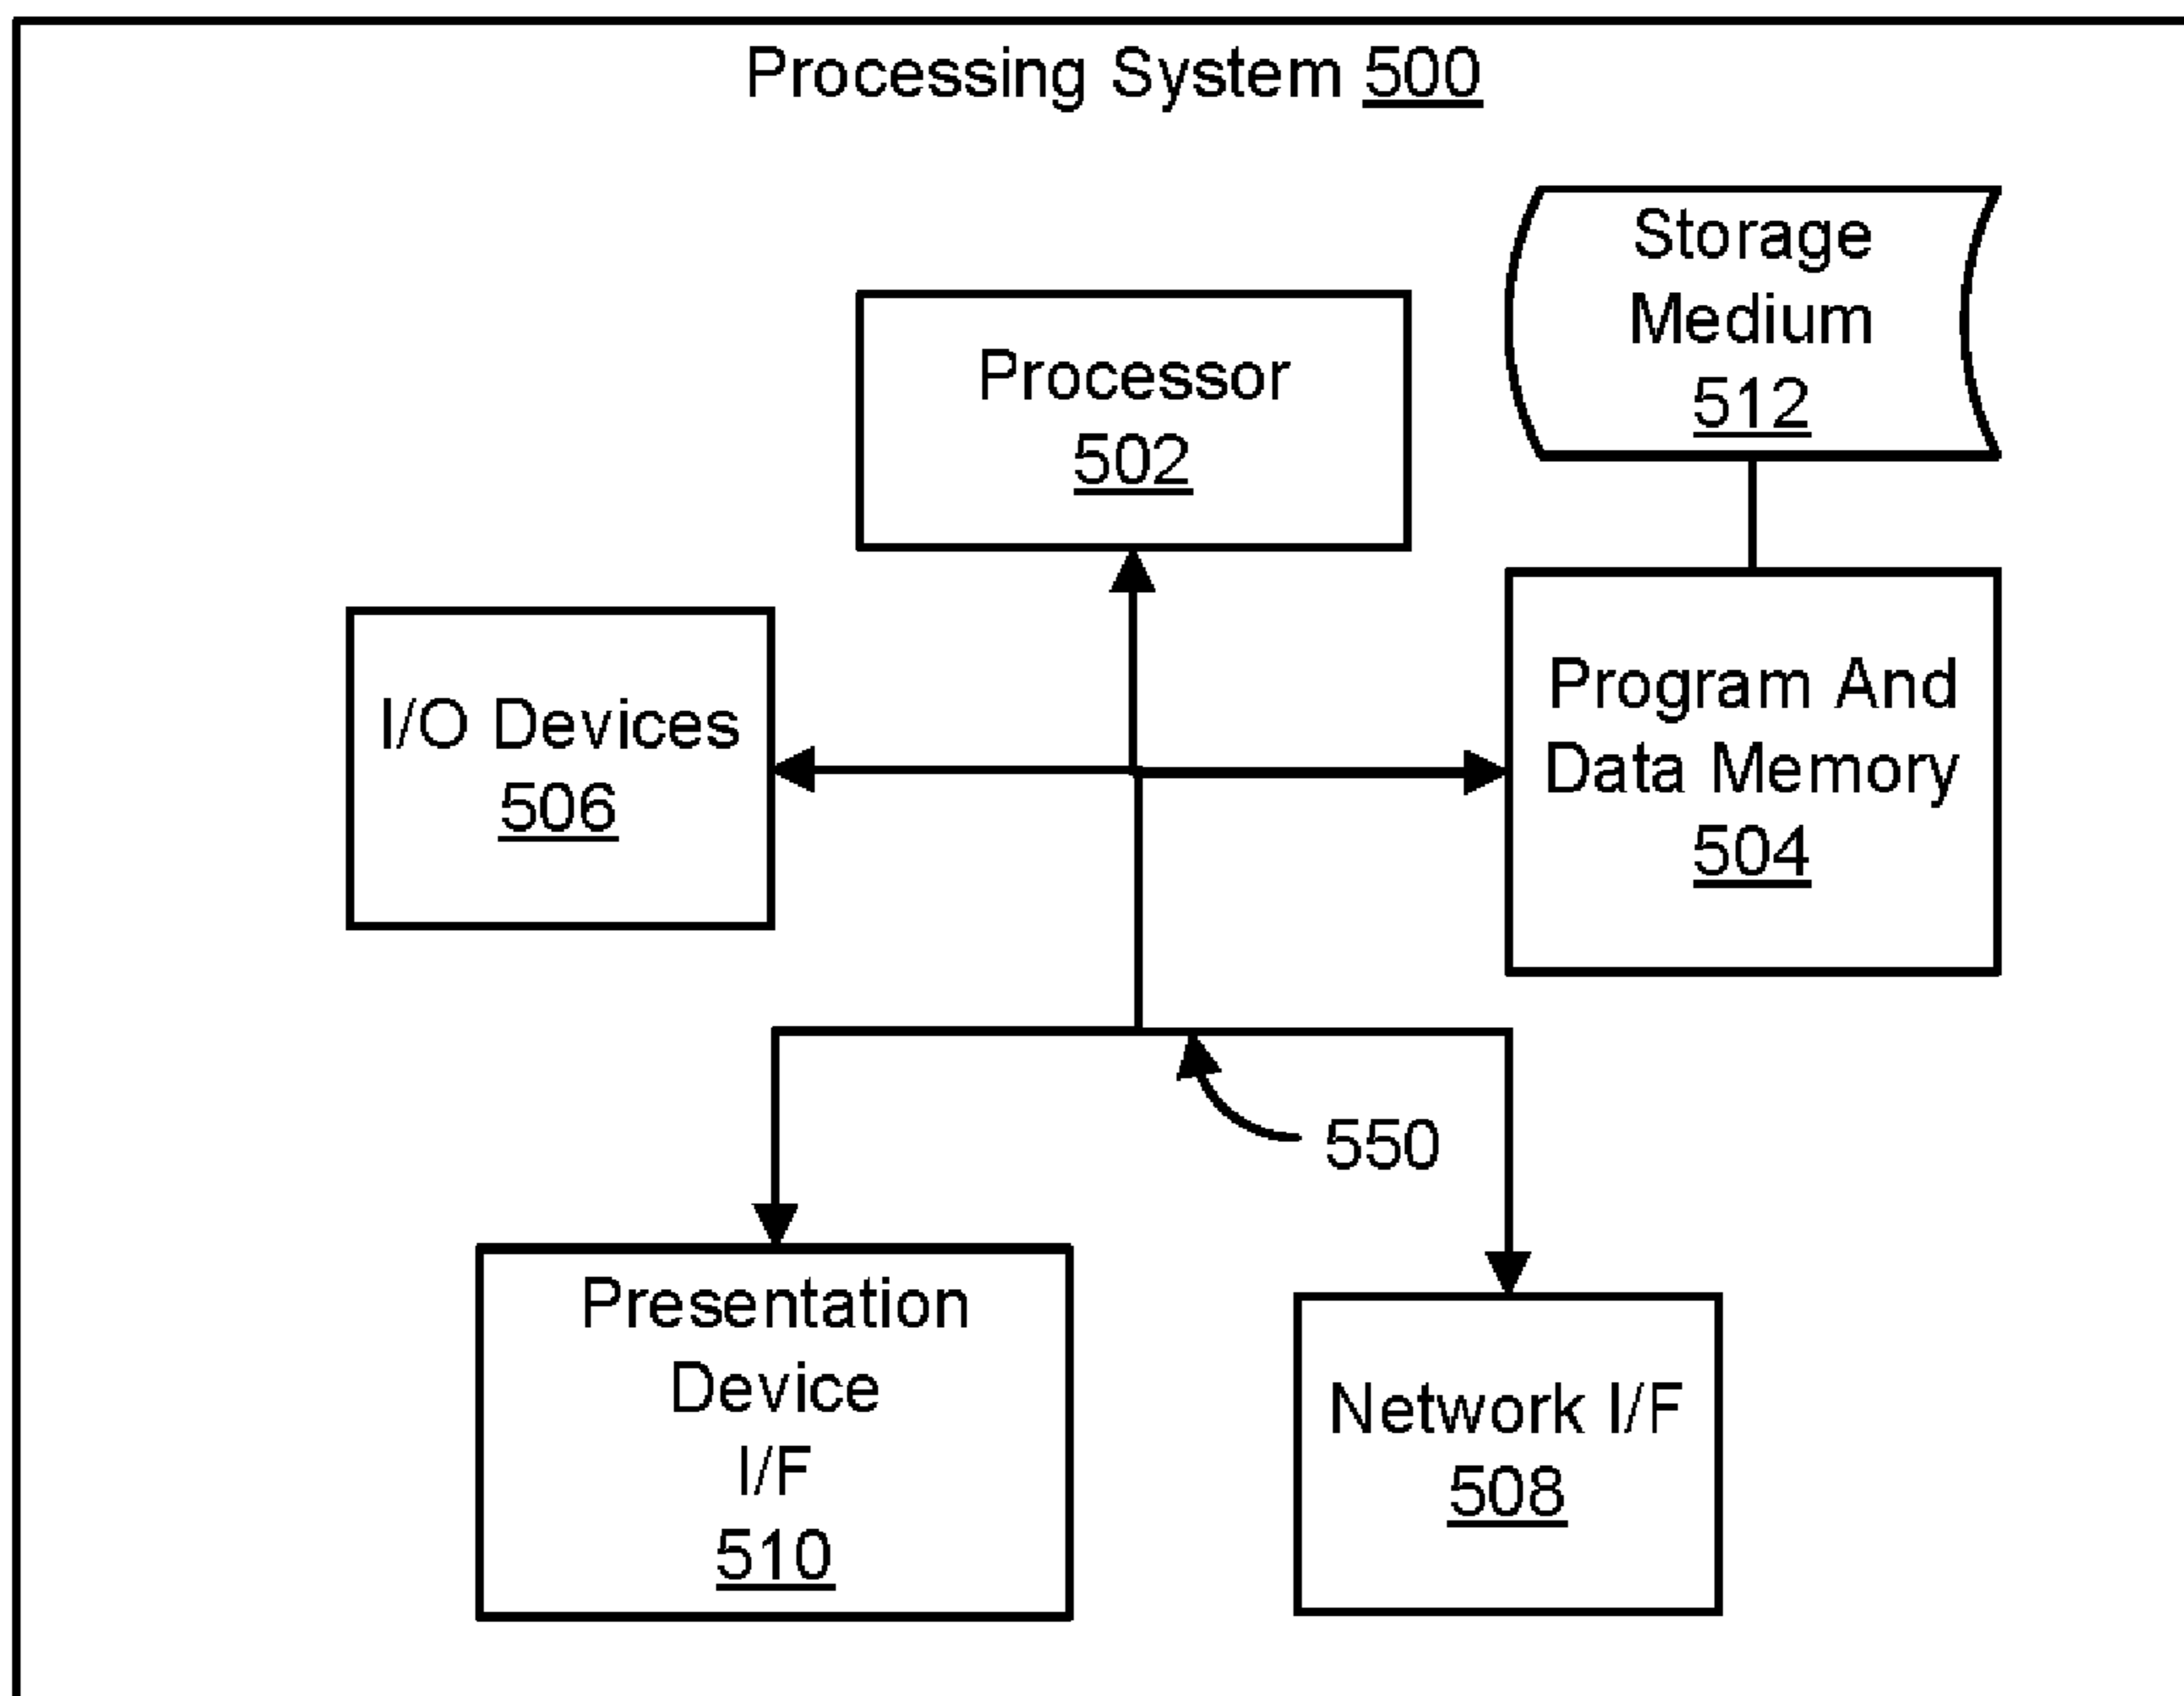 Processing System 500
Storage
Medium
512
Processor
502
I/O Devices
506
Program And
Data Memory
504
550
Presentation
Device
I/F
510
Network I/F
508